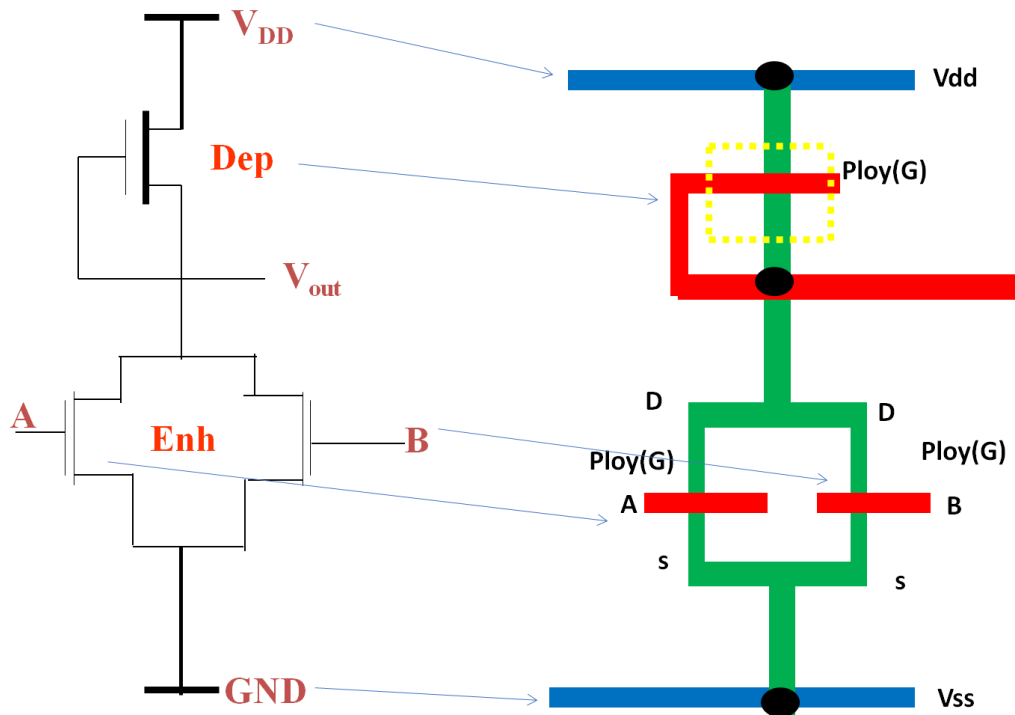 VDD
Dep
Vout
A
Enh
B
GND
Vdd
Ploy(G)
D
D
Ploy(G)
Ploy(G)
A
B
s
s
Vss